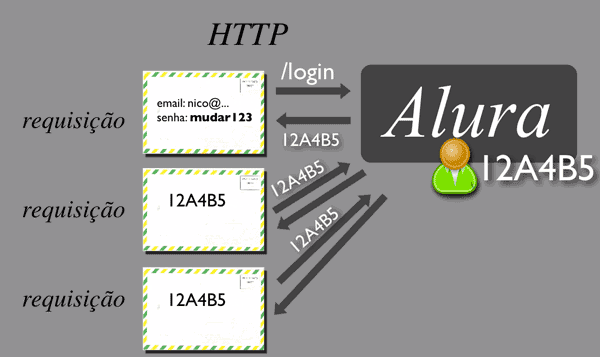 HTTP
requisição
email: nico@...
senha: mudar123
/login
12A4B5
Alura
12A4B5
requisição
12A4B5
12A4B5
requisição
12A4B5
12A4B5